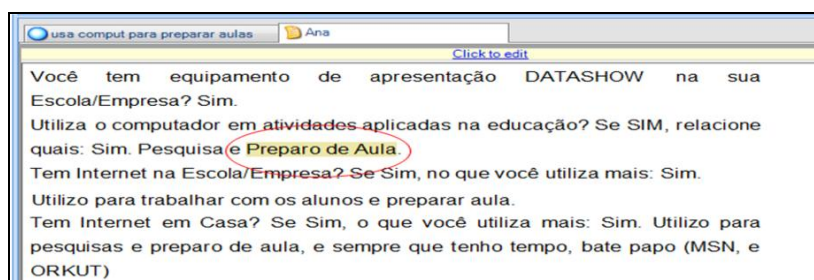 usa comput para preparar aulas Ana
Click to edit
Você tem equipamento de apresentação DATASHOW na sua
Escola/Empresa? Sim.
Utiliza o computador em atividades aplicadas na educação? Se SIM, relacione
quais: Sim. Pesquisa e Preparo de Aula.
Tem Internet na Escola/Empresa? Se Sim, no que você utiliza mais: Sim.
Utilizo para trabalhar com os alunos e preparar aula.
Tem Internet em Casa? Se Sim, o que você utiliza mais: Sim. Utilizo para
pesquisas e preparo de aula, e sempre que tenho tempo, bate papo (MSN, e
ORKUT)